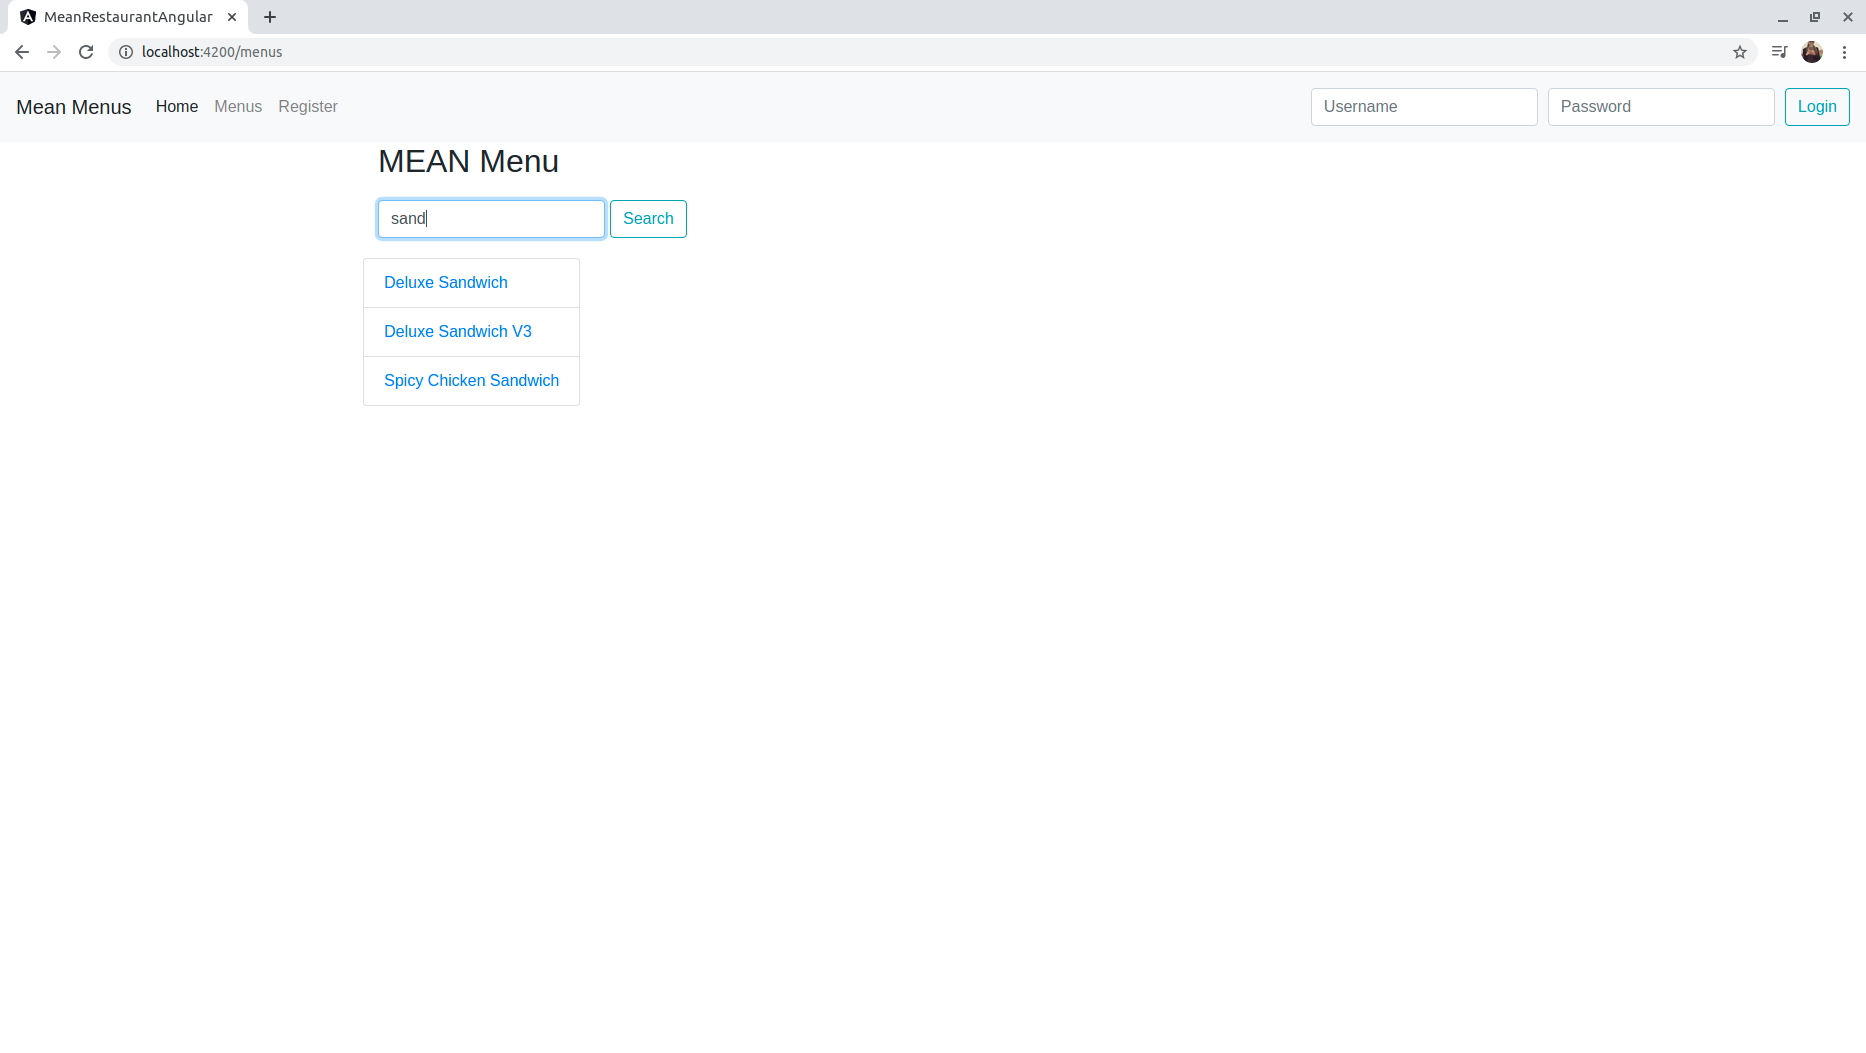 MeanRestaurantAngular
localhost:4200/menus
Mean Menus Home Menus Register Username Password Login
MEAN Menu
sand Search
Deluxe Sandwich
Deluxe Sandwich V3
Spicy Chicken Sandwich